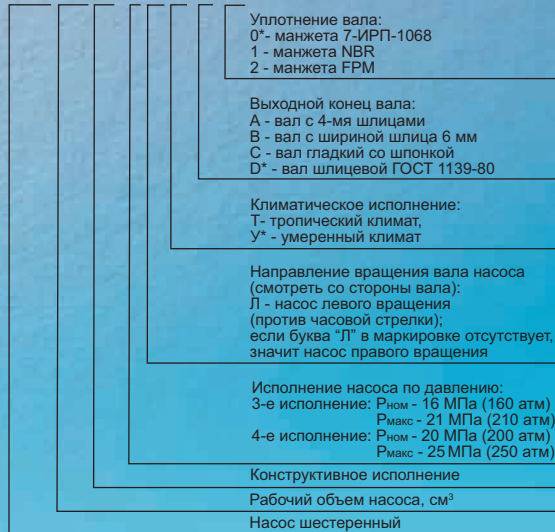 Уплотнение вала:
0*- манжета 7-ИРП-1068
1 - манжета NBR
2 - манжета FPM
Выходной конец вала:
A - вал с 4-мя шлицами
B - вал с шириной шлица 6 мм
C - вал гладкий со шпонкой
D* - вал шлицевой ГОСТ 1139-80
Климатическое исполнение:
Т- тропический климат,
У* - умеренный климат
Направление вращения вала насоса
(смотреть со стороны вала):
Л - насос левого вращения
(против часовой стрелки);
если буква “Л” в маркировке отсутствует,
значит насос правого вращения
Исполнение насоса по давлению:
3-е исполнение: Рном - 16 МПа (160 атм)
Рмакс - 21 МПа (210 атм)
4-е исполнение: Рном - 20 МПа (200 атм)
Рмакс - 25 МПа (250 атм)
Конструктивное исполнение
Рабочий объем насоса, см³
Насос шестеренный